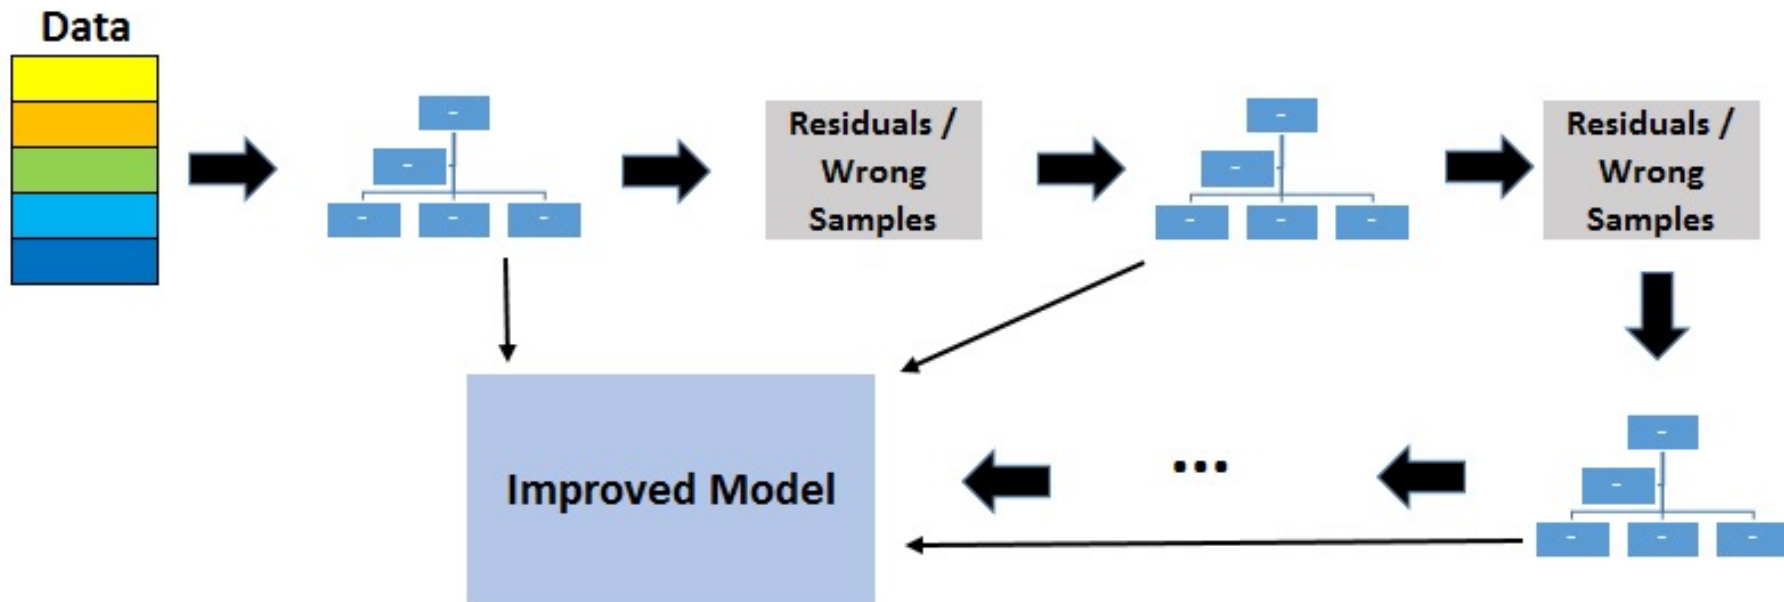 Data
Residuals /
Wrong
Samples
Residuals /
Wrong
Samples
Improved Model
...